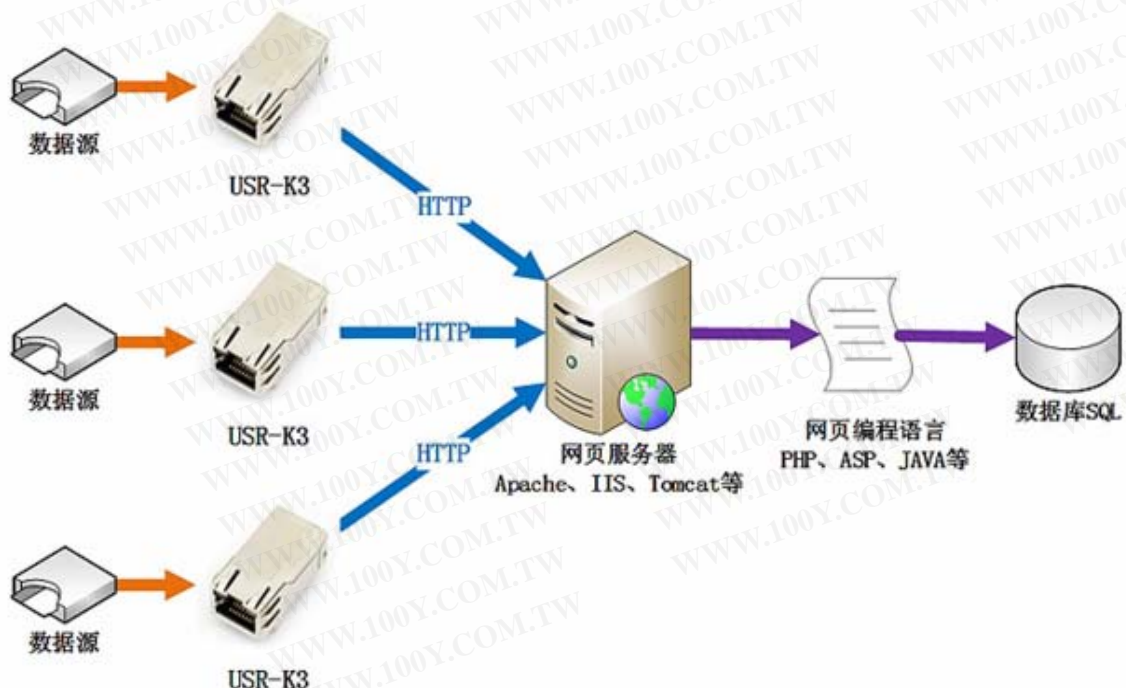 数据源
USR-K3
HTTP
数据源
USR-K3
HTTP
HTTP
网页服务器
Apache、IIS、Tomcat等
网页编程语言
PHP、ASP、JAVA等
数据库SQL
数据源
USR-K3
WWW.100Y.COM.TW